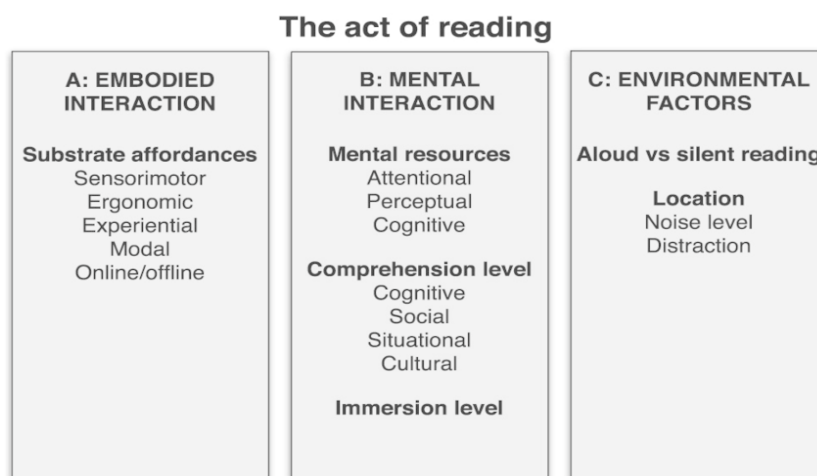 The act of reading
A: EMBODIED
INTERACTION
Substrate affordances
Sensorimotor
Ergonomic
Experiential
Modal
Online/offline
B: MENTAL
INTERACTION
Mental resources
Attentional
Perceptual
Cognitive
Comprehension level
Cognitive
Social
Situational
Cultural
Immersion level
C: ENVIRONMENTAL
FACTORS
Aloud vs silent reading
Location
Noise level
Distraction